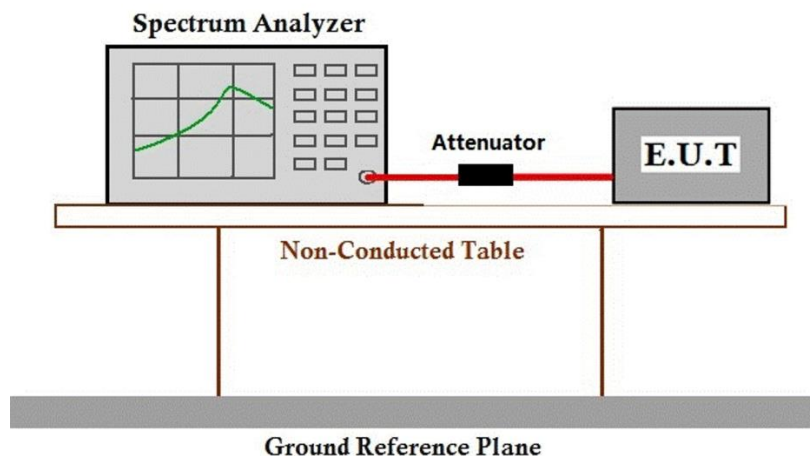 Spectrum Analyzer
Attenuator
E.U.T
Non-Conducted Table
Ground Reference Plane